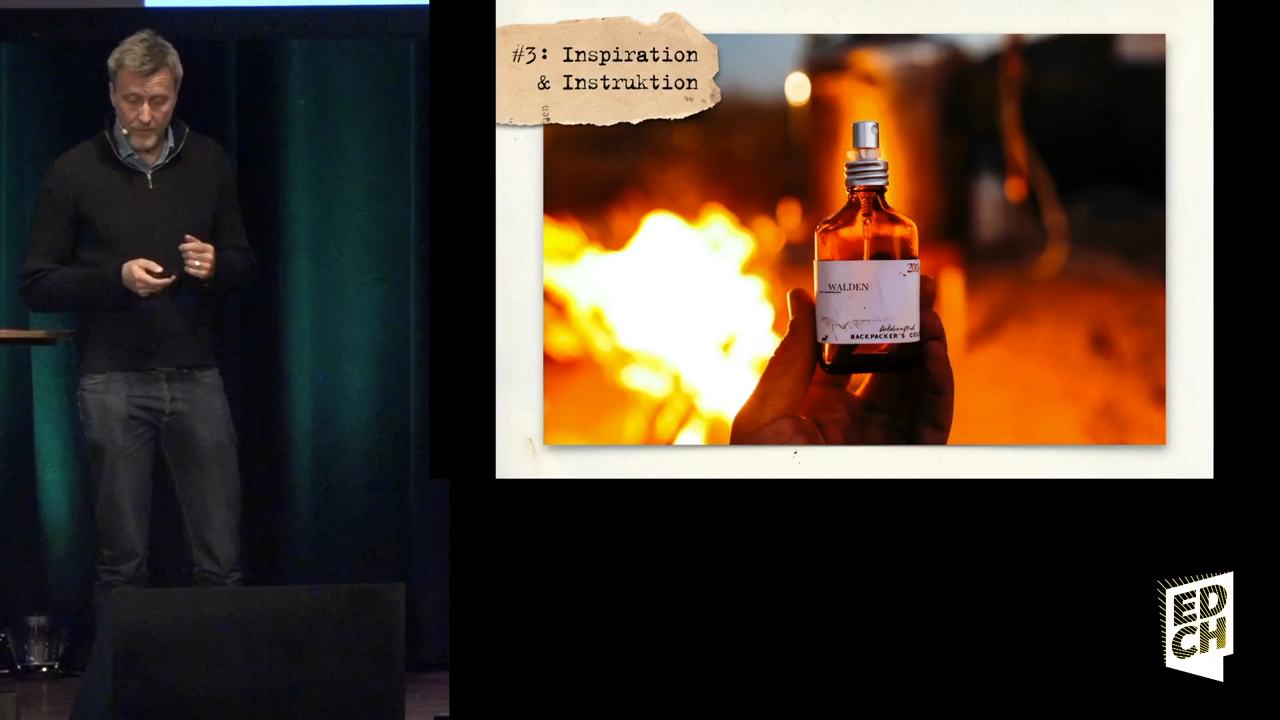 #3: Inspiration
& Instruktion
WALDEN
BACKPACKER'S
ED
CH